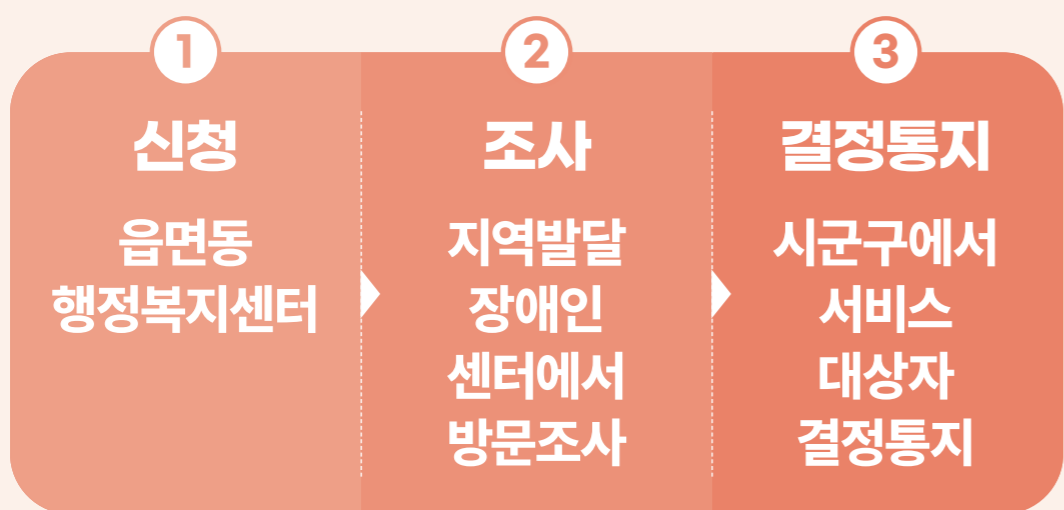 1
신청
읍면동
행정복지센터
2
조사
지역발달
장애인
센터에서
방문조사
3
결정통지
시군구에서
서비스
대상자
결정통지